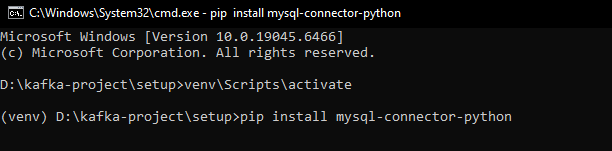 C:\Windows\System32\cmd.exe - pip install mysql-connector-python
Microsoft Windows [Version 10.0.19045.6466]
(c) Microsoft Corporation. All rights reserved.
D:\kafka-project\setup>venv\Scripts\activate
(venv) D:\kafka-project\setup>pip install mysql-connector-python